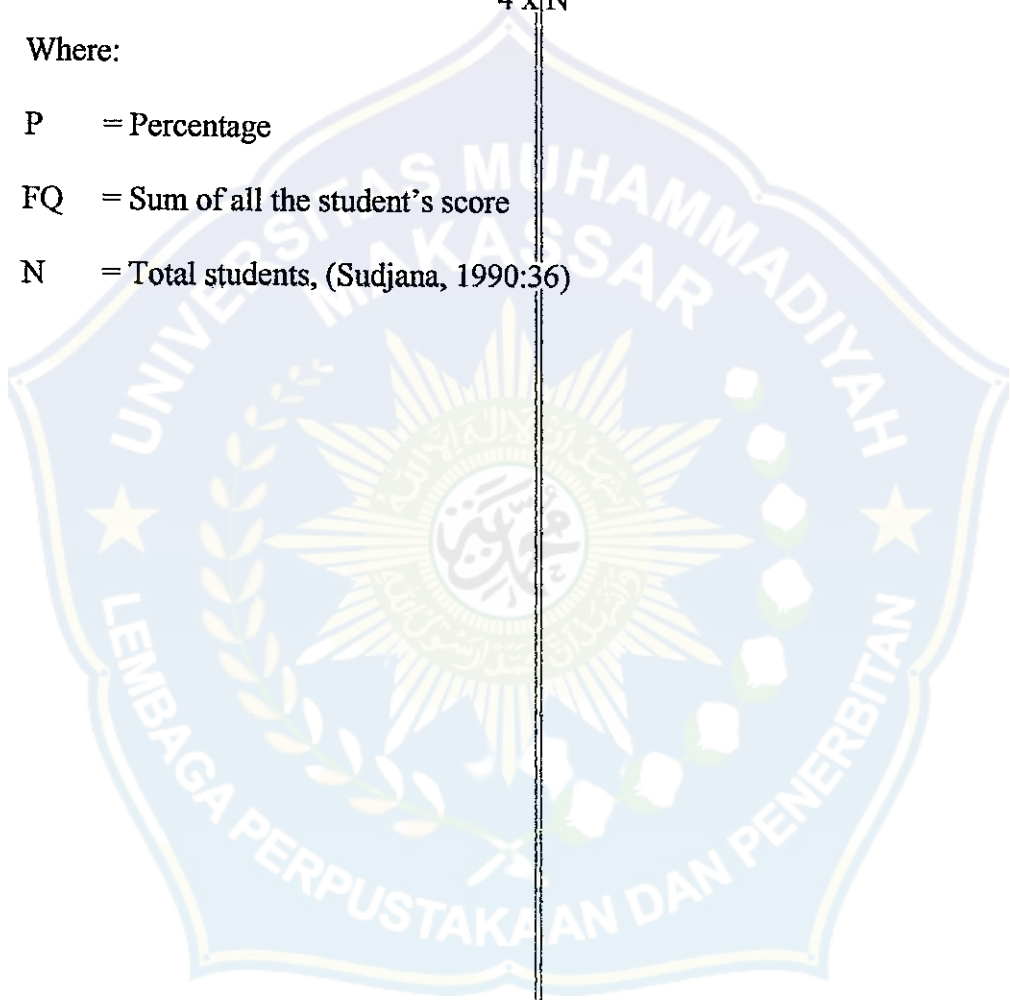 4 x N
Where:
P = Percentage
FQ = Sum of all the student's score
N = Total students, (Sudjana, 1990:36)
UNIVERSITAS MUHAMMADIYAH
MAKASSAR
LEMBAGA PERPUSTAKAAN DAN PENERBITAN